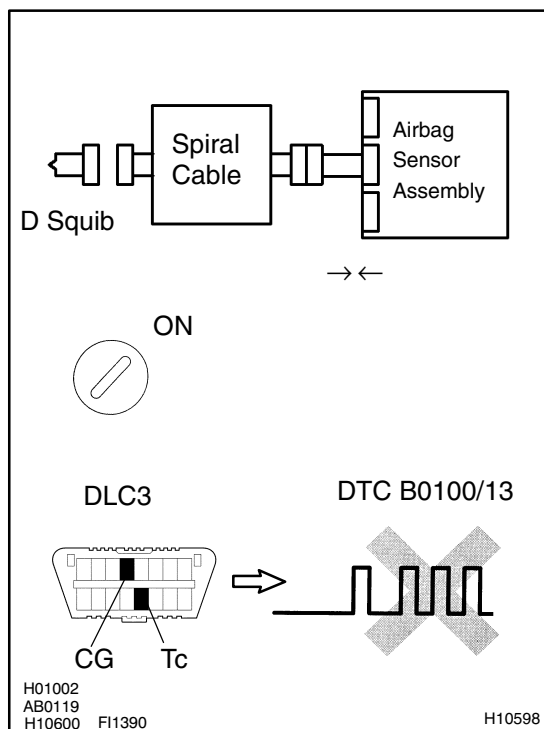 Spiral
Cable
Airbag
Sensor
Assembly
D Squib
ON
DLC3
DTC B0100/13
CG
Tc
H01002
AB0119
H10600 FI1390
H10598